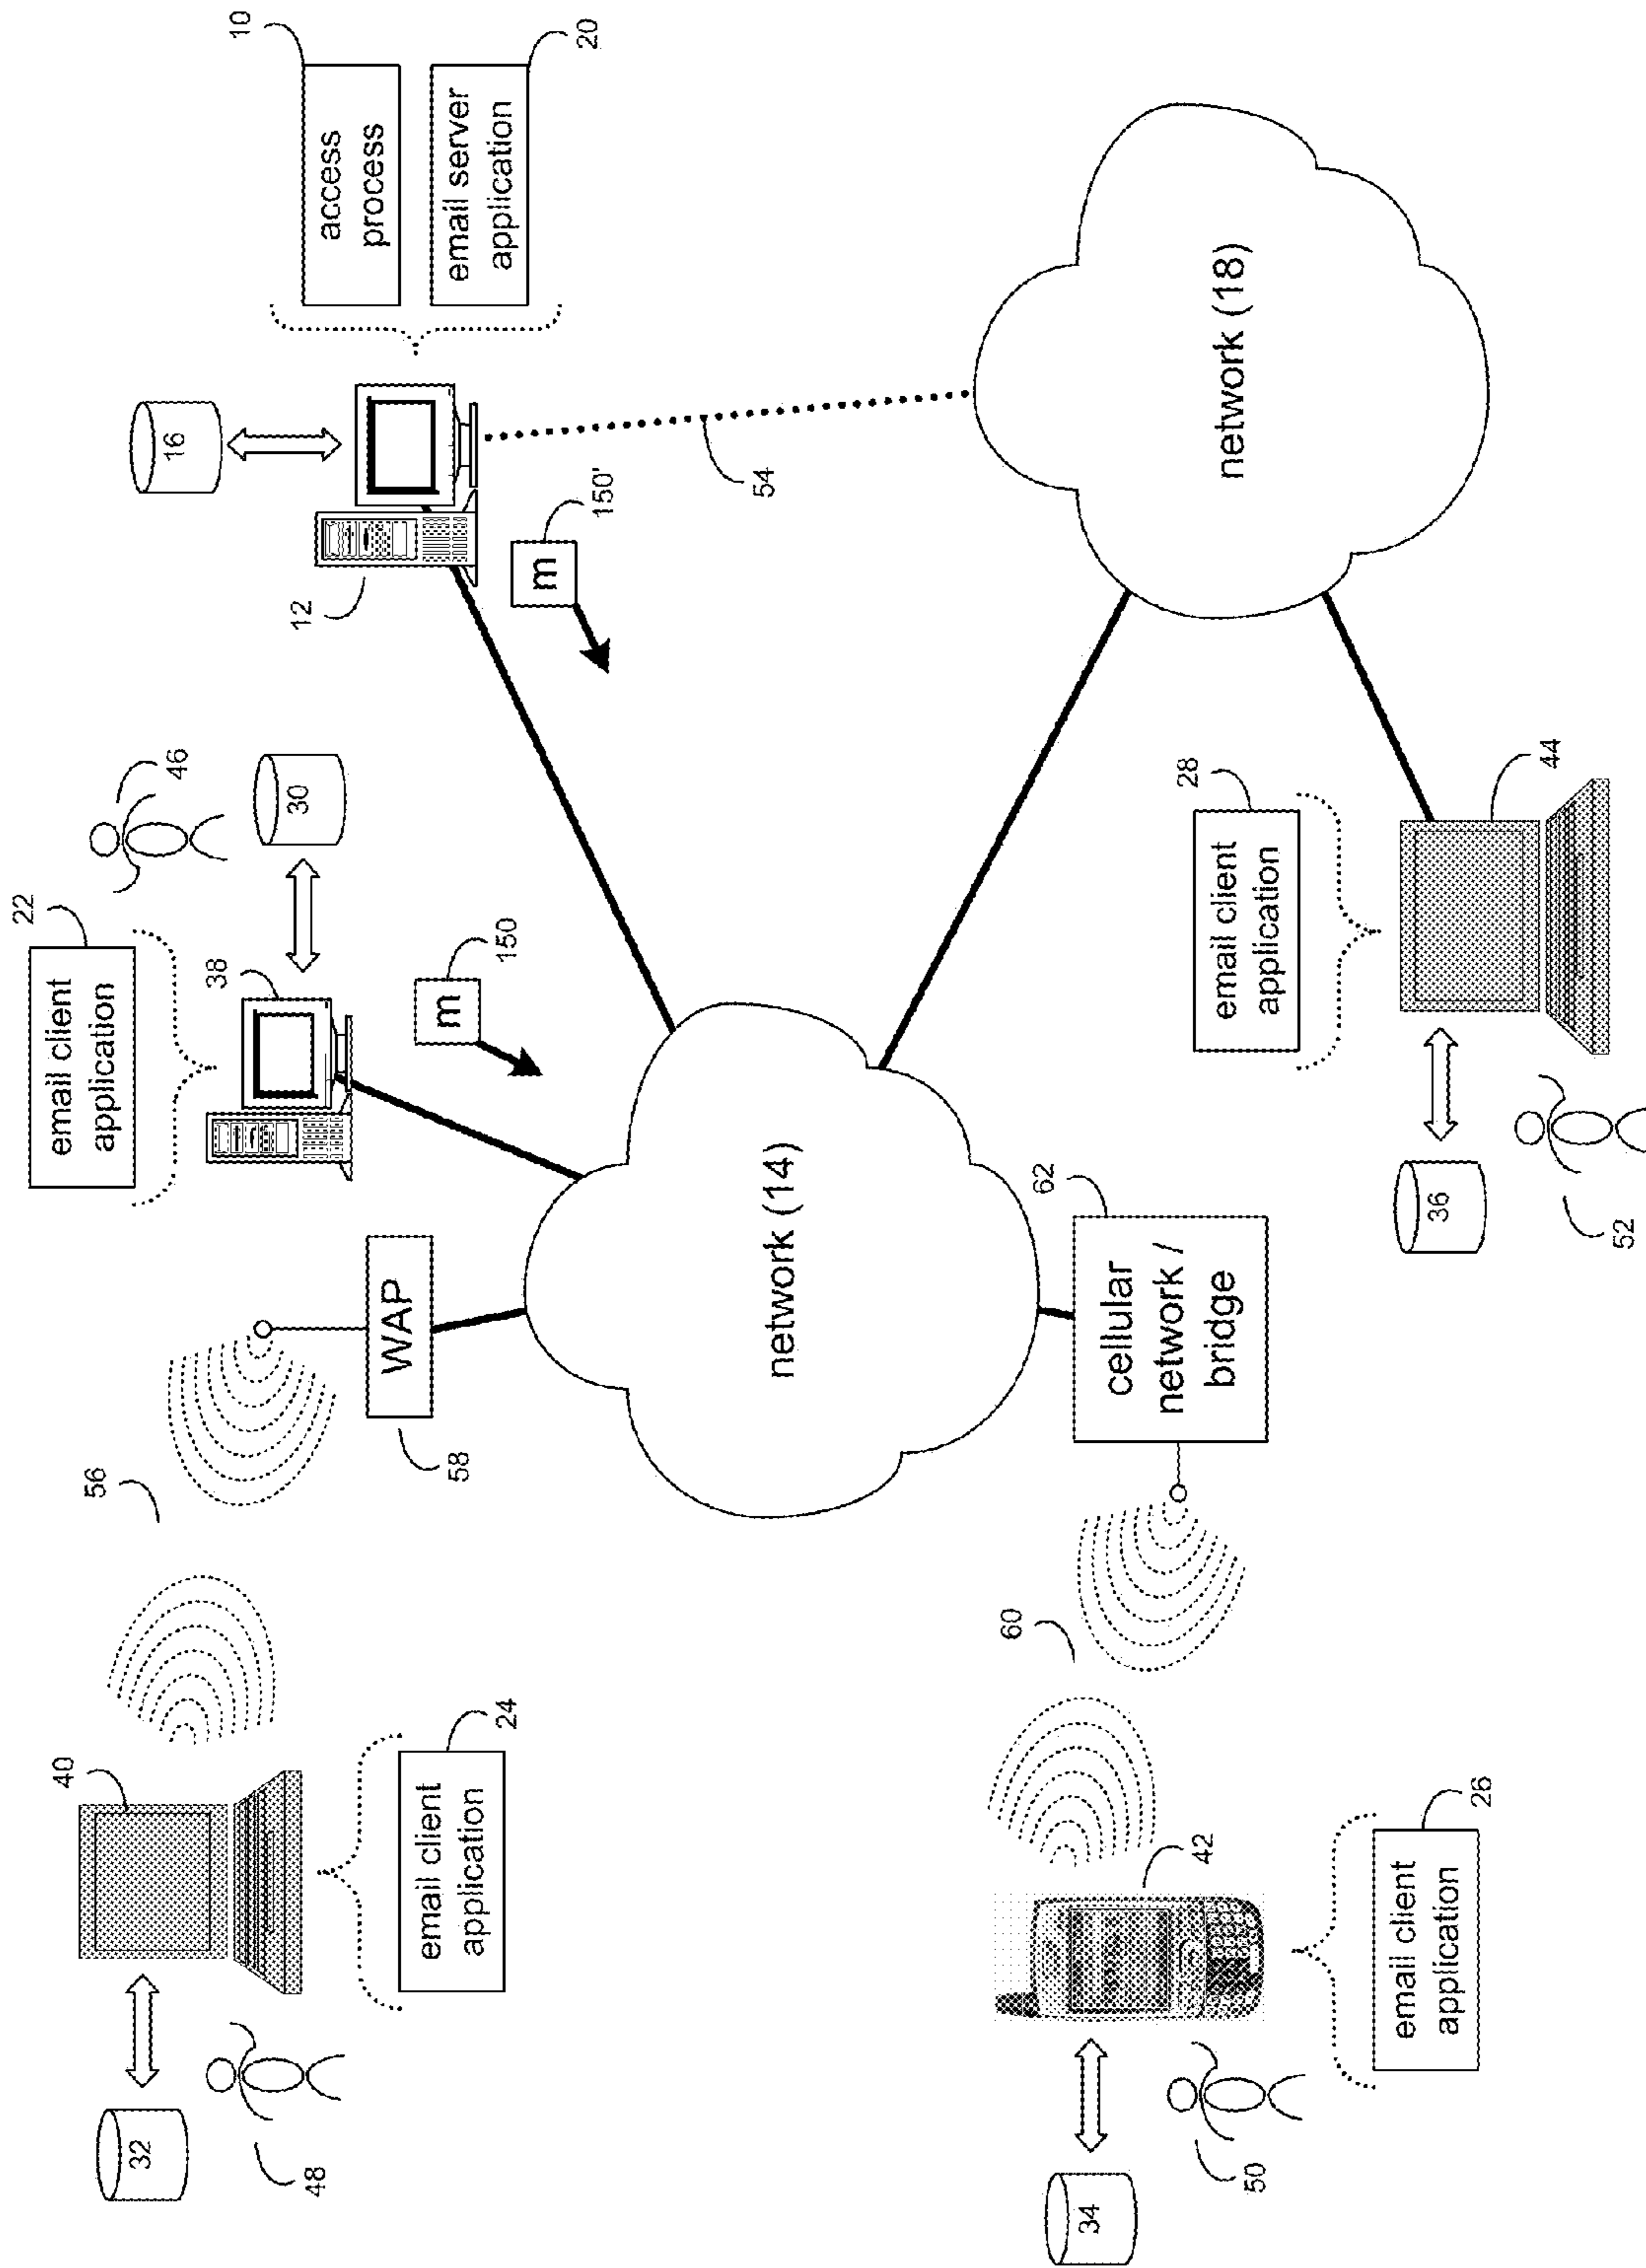 32
48
40
email client
application
24
56
58
WAP
email client
application
22
38
46
30
m
150
16
12
access
process
10
email server
application
20
m
150'
54
network (14)
network (18)
34
50
42
email client
application
26
60
cellular
network /
bridge
62
36
52
email client
application
28
44